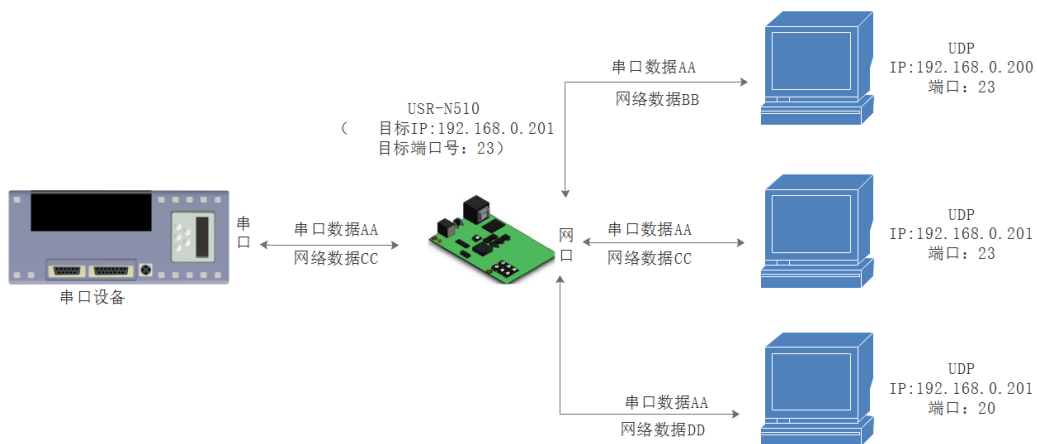 串口数据AA
网络数据BB
UDP
IP:192.168.0.200
端口：23
USR-N510
（ 目标IP:192.168.0.201
目标端口号：23）
串口
串口数据AA
网络数据CC
网口
串口数据AA
网络数据CC
UDP
IP:192.168.0.201
端口：23
串口设备
串口数据AA
网络数据DD
UDP
IP:192.168.0.201
端口：20